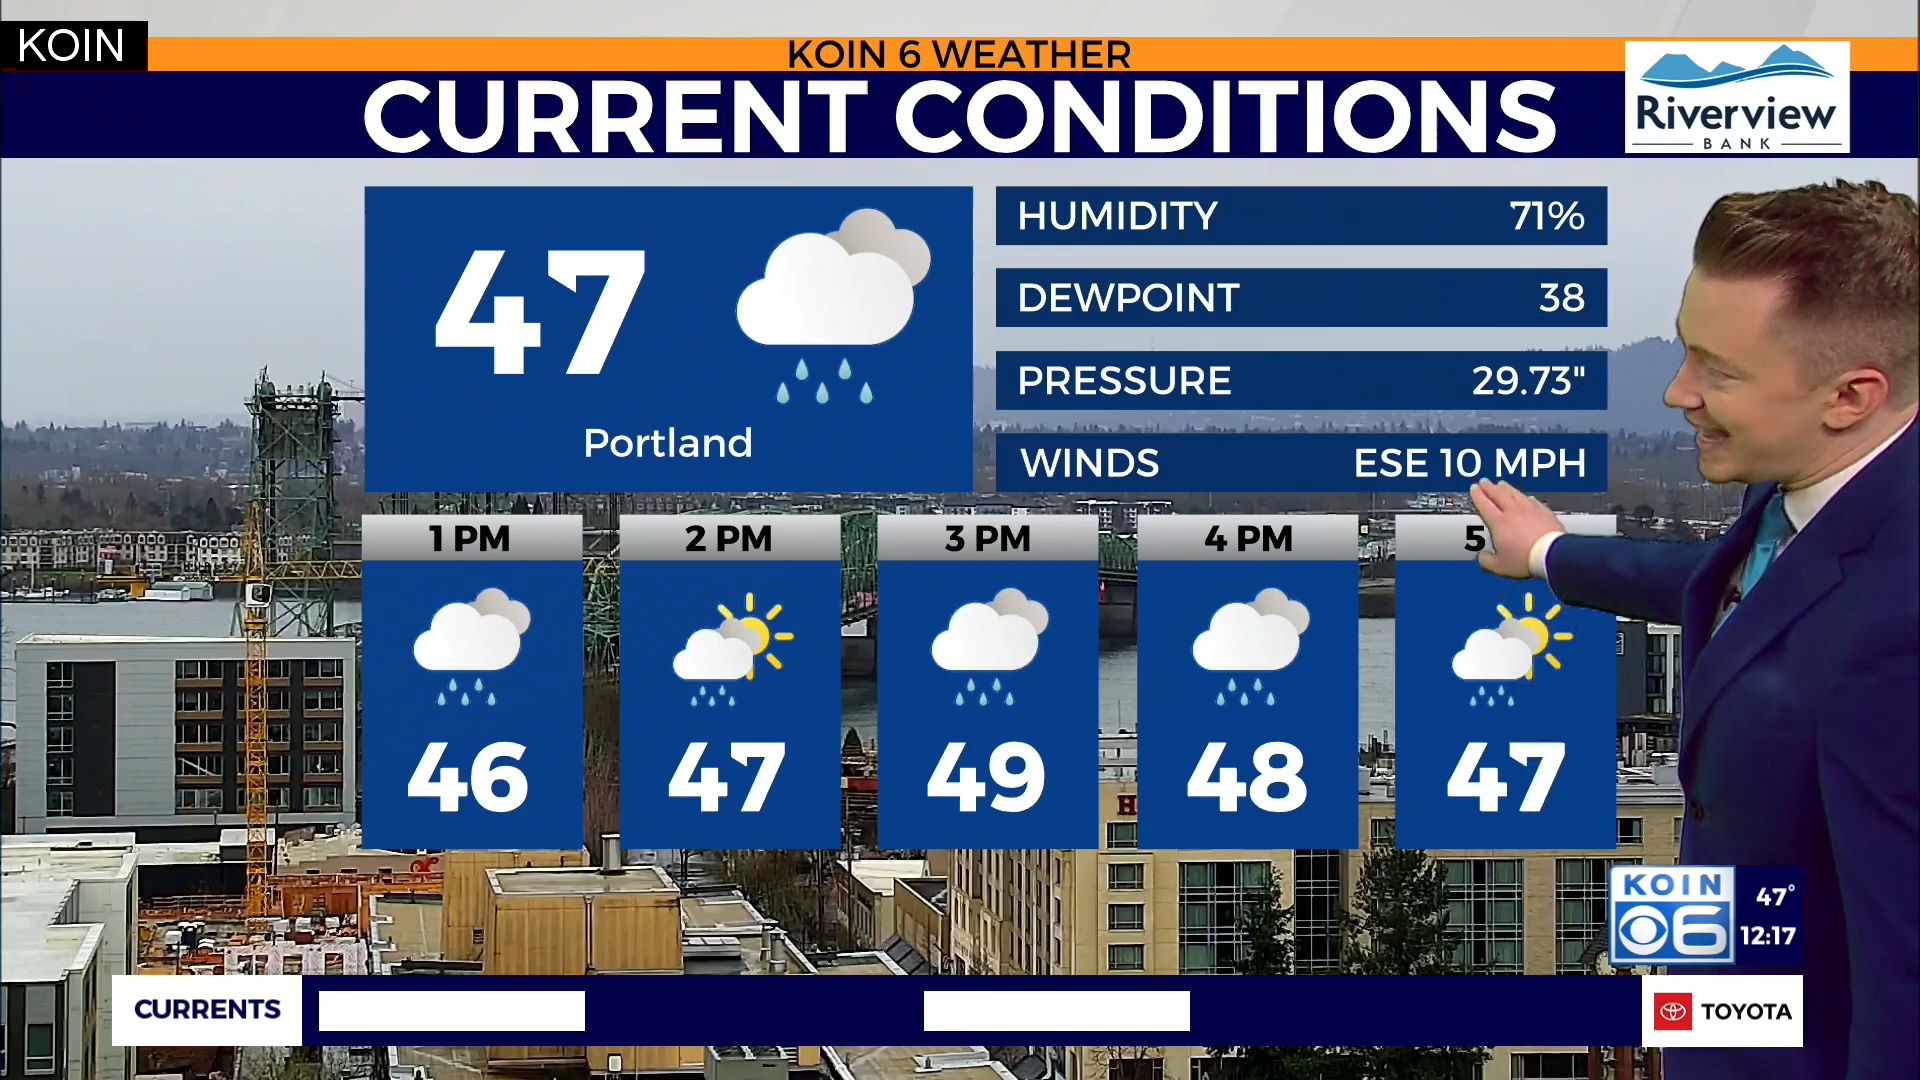 KOIN
KOIN 6 WEATHER
CURRENT CONDITIONS
Riverview
BANK
47
Portland
HUMIDITY 71%
DEWPOINT 38
PRESSURE 29.73"
WINDS ESE 10 MPH
1 PM 2 PM 3 PM 4 PM 5
46 47 49 48 47
H
KOIN
6
47°
12:17
CURRENTS
TOYOTA